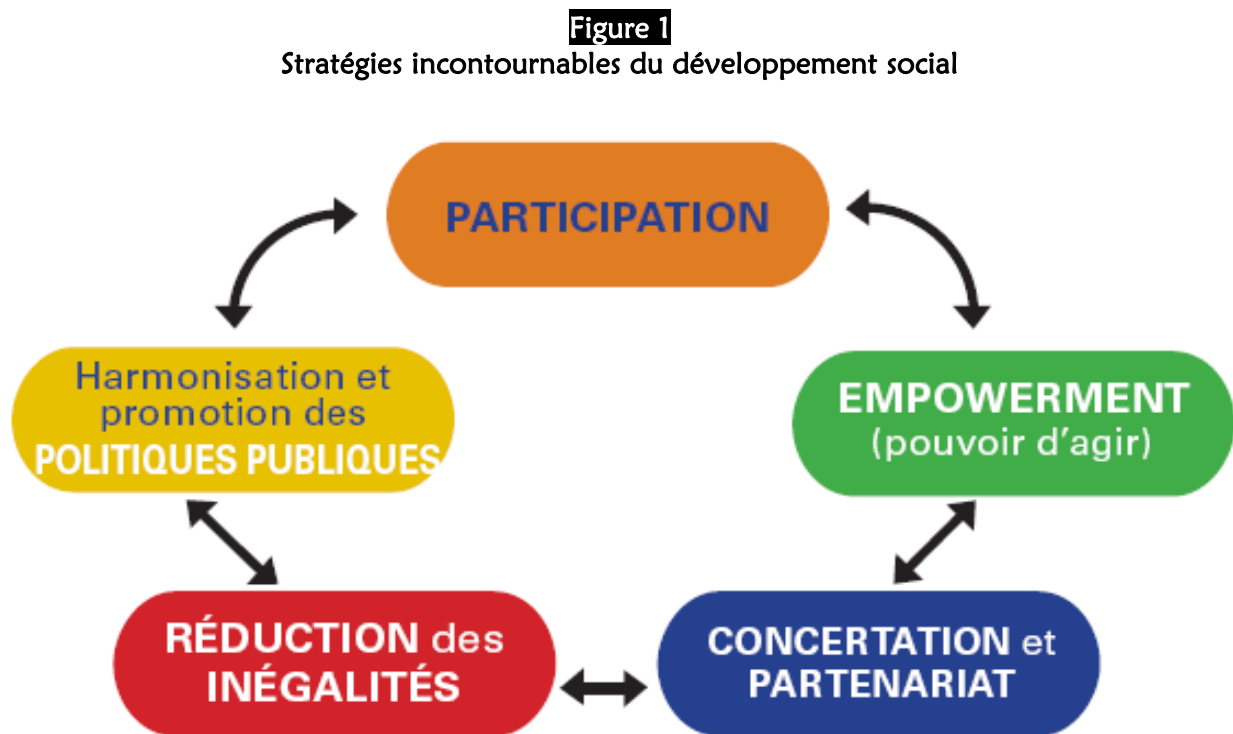 Figure 1
Stratégies incontournables du développement social
PARTICIPATION
Harmonisation et
promotion des
POLITIQUES PUBLIQUES
EMPOWERMENT
(pouvoir d'agir)
RÉDUCTION des
INÉGALITÉS
CONCERTATION et
PARTENARIAT